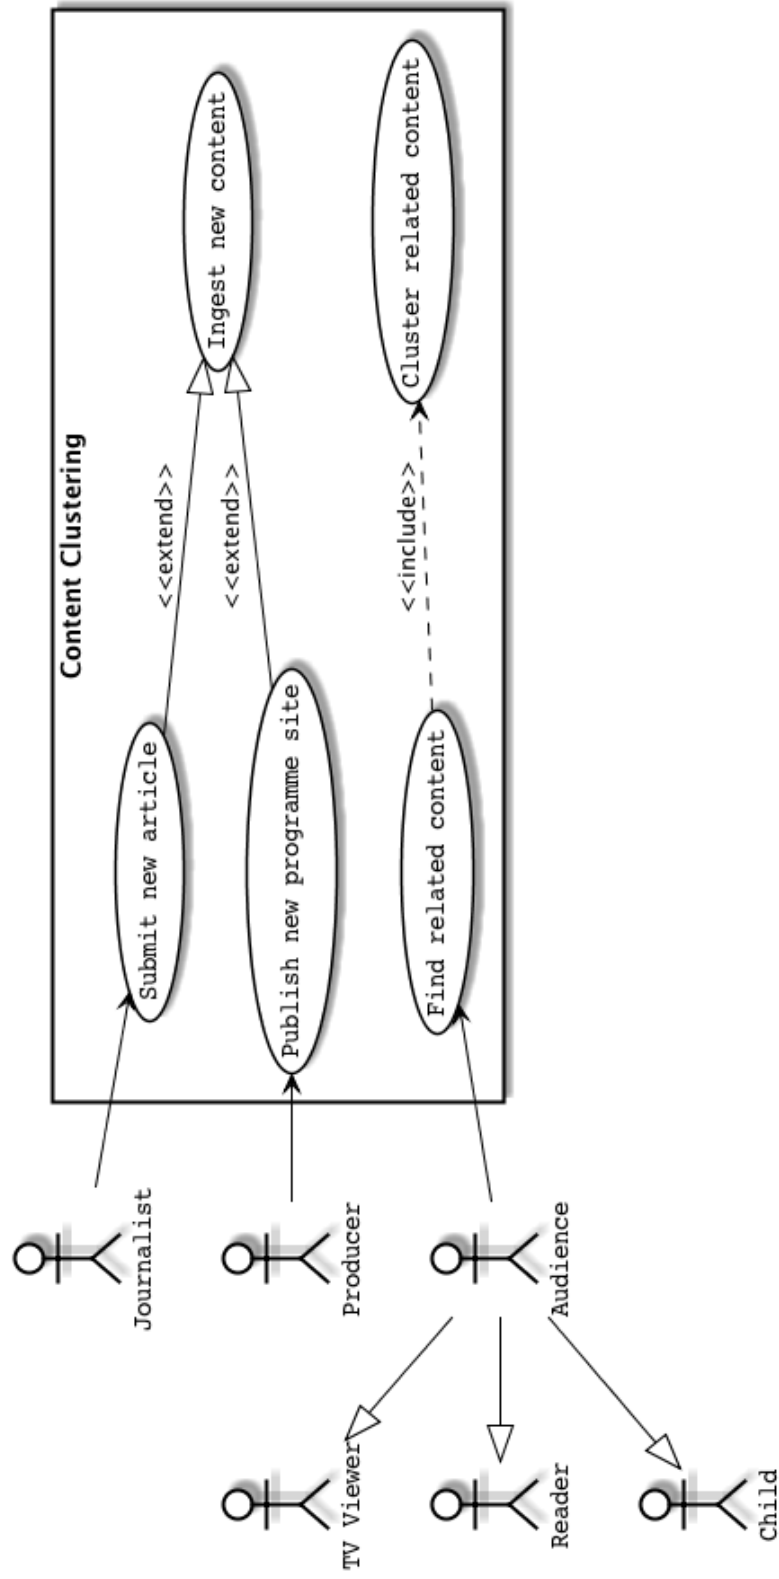 Content Clustering
Journalist
Submit new article
<<extend>>
Ingest new content
Producer
Publish new programme site
<<extend>>
Audience
Find related content
<<include>>
Cluster related content
TV Viewer
Reader
Child